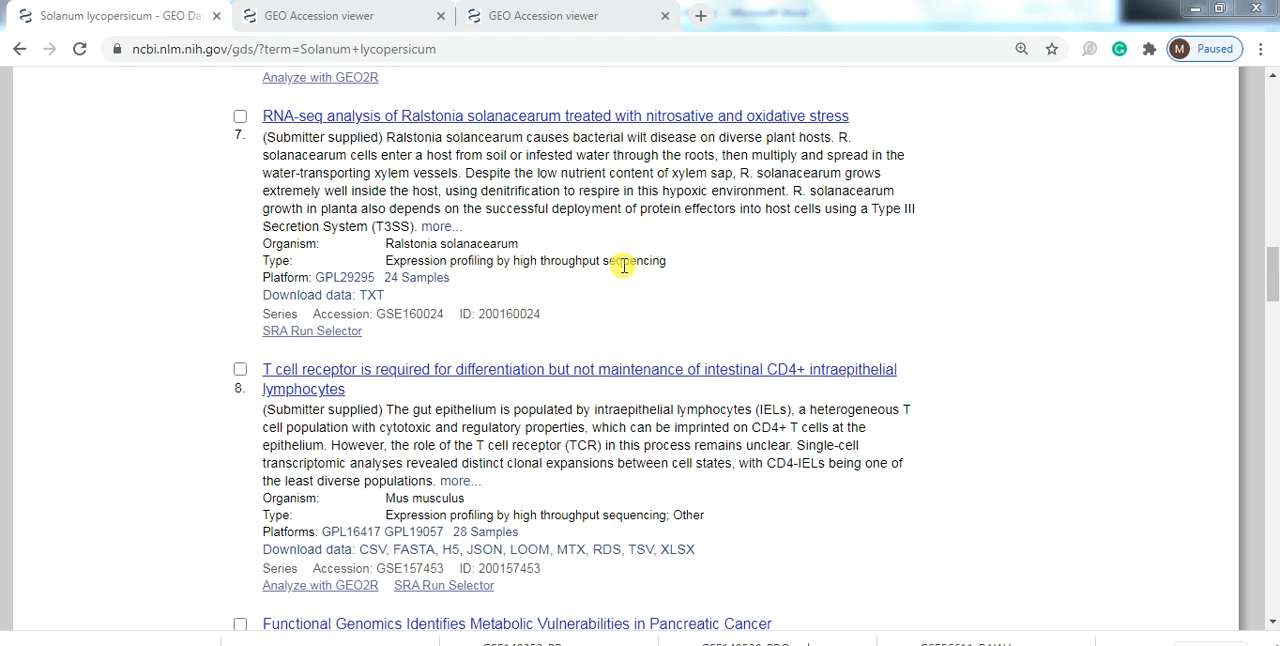 Solanum lycopersicum - GEO Da
GEO Accession viewer
GEO Accession viewer
Microsoft Word
ncbi.nlm.nih.gov/gds/?term=Solanum+lycopersicum
M Paused
Analyze with GEO2R
RNA-seq analysis of Ralstonia solanacearum treated with nitrosative and oxidative stress
7.
(Submitter supplied) Ralstonia solancearum causes bacterial wilt disease on diverse plant hosts. R.
solanacearum cells enter a host from soil or infested water through the roots, then multiply and spread in the
water-transporting xylem vessels. Despite the low nutrient content of xylem sap, R. solanacearum grows
extremely well inside the host, using denitrification to respire in this hypoxic environment. R. solanacearum
growth in planta also depends on the successful deployment of protein effectors into host cells using a Type III
Secretion System (T3SS). more...
Organism: Ralstonia solanacearum
Type: Expression profiling by high throughput sequencing
Platform: GPL29295 24 Samples
Download data: TXT
Series Accession: GSE160024 ID: 200160024
SRA Run Selector
T cell receptor is required for differentiation but not maintenance of intestinal CD4+ intraepithelial
8. lymphocytes
(Submitter supplied) The gut epithelium is populated by intraepithelial lymphocytes (IELs), a heterogeneous T
cell population with cytotoxic and regulatory properties, which can be imprinted on CD4+ T cells at the
epithelium. However, the role of the T cell receptor (TCR) in this process remains unclear. Single-cell
transcriptomic analyses revealed distinct clonal expansions between cell states, with CD4-IELs being one of
the least diverse populations. more...
Organism: Mus musculus
Type: Expression profiling by high throughput sequencing; Other
Platforms: GPL16417 GPL19057 28 Samples
Download data: CSV, FASTA, H5, JSON, LOOM, MTX, RDS, TSV, XLSX
Series Accession: GSE157453 ID: 200157453
Analyze with GEO2R SRA Run Selector
Functional Genomics Identifies Metabolic Vulnerabilities in Pancreatic Cancer